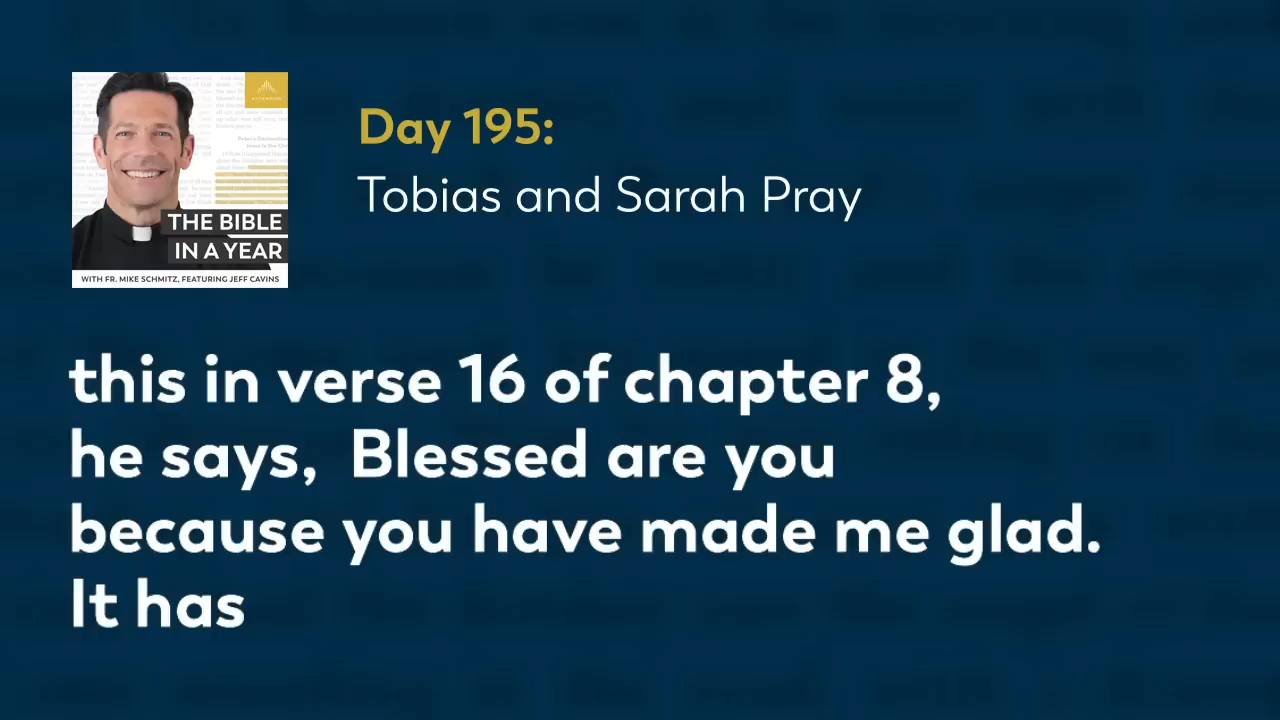 Day 195:
Tobias and Sarah Pray
THE BIBLE
IN A YEAR
WITH FR. MIKE SCHMITZ, FEATURING JEFF CAVINS
this in verse 16 of chapter 8,
he says,  Blessed are you
because you have made me glad.
It has